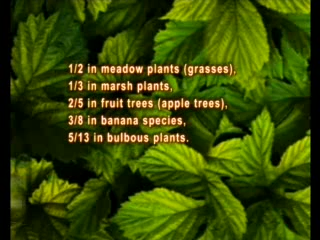 1/2 in meadow plants (grasses),
1/3 in marsh plants,
2/5 in fruit trees (apple trees),
3/8 in banana species,
5/13 in bulbous plants.